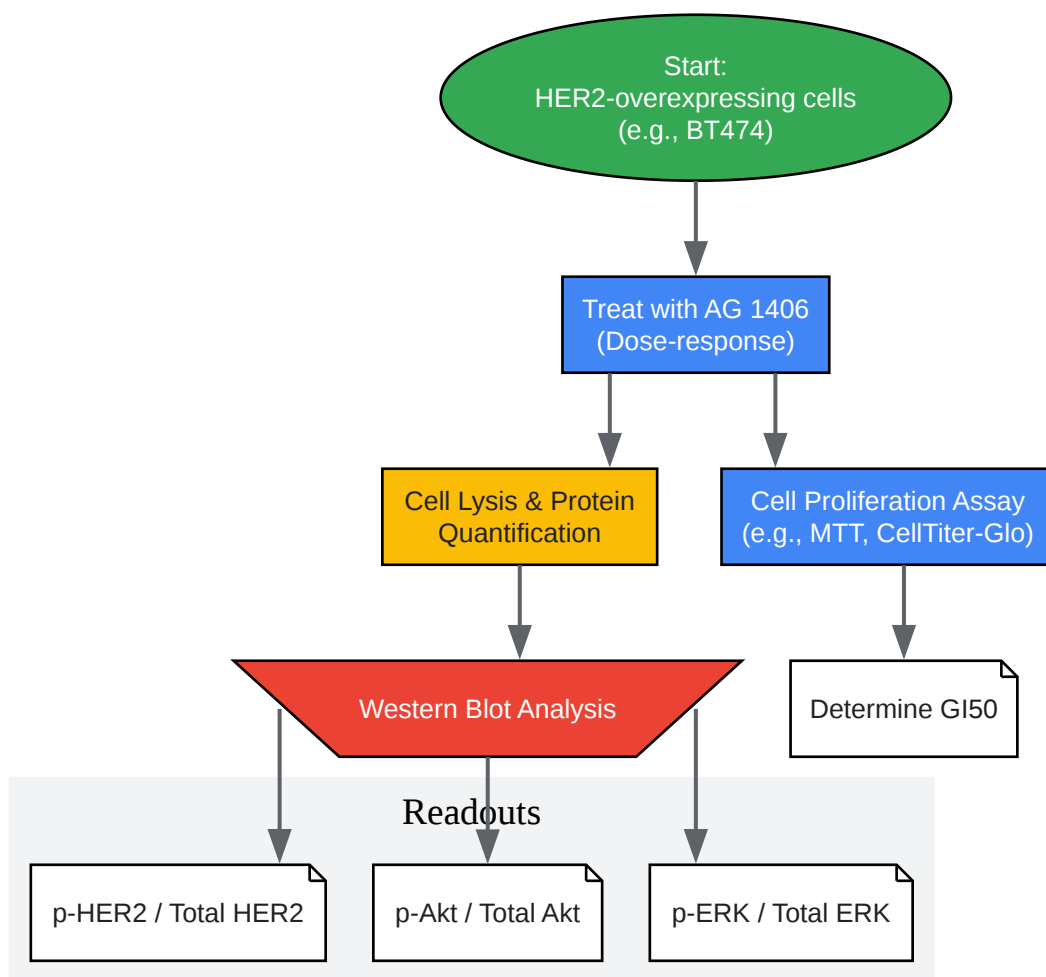 Start:
HER2-overexpressing cells
(e.g., BT474)
Treat with AG 1406
(Dose-response)
Cell Lysis & Protein
Quantification
Cell Proliferation Assay
(e.g., MTT, CellTiter-Glo)
Western Blot Analysis
Determine GI50
Readouts
p-HER2 / Total HER2
p-Akt / Total Akt
p-ERK / Total ERK